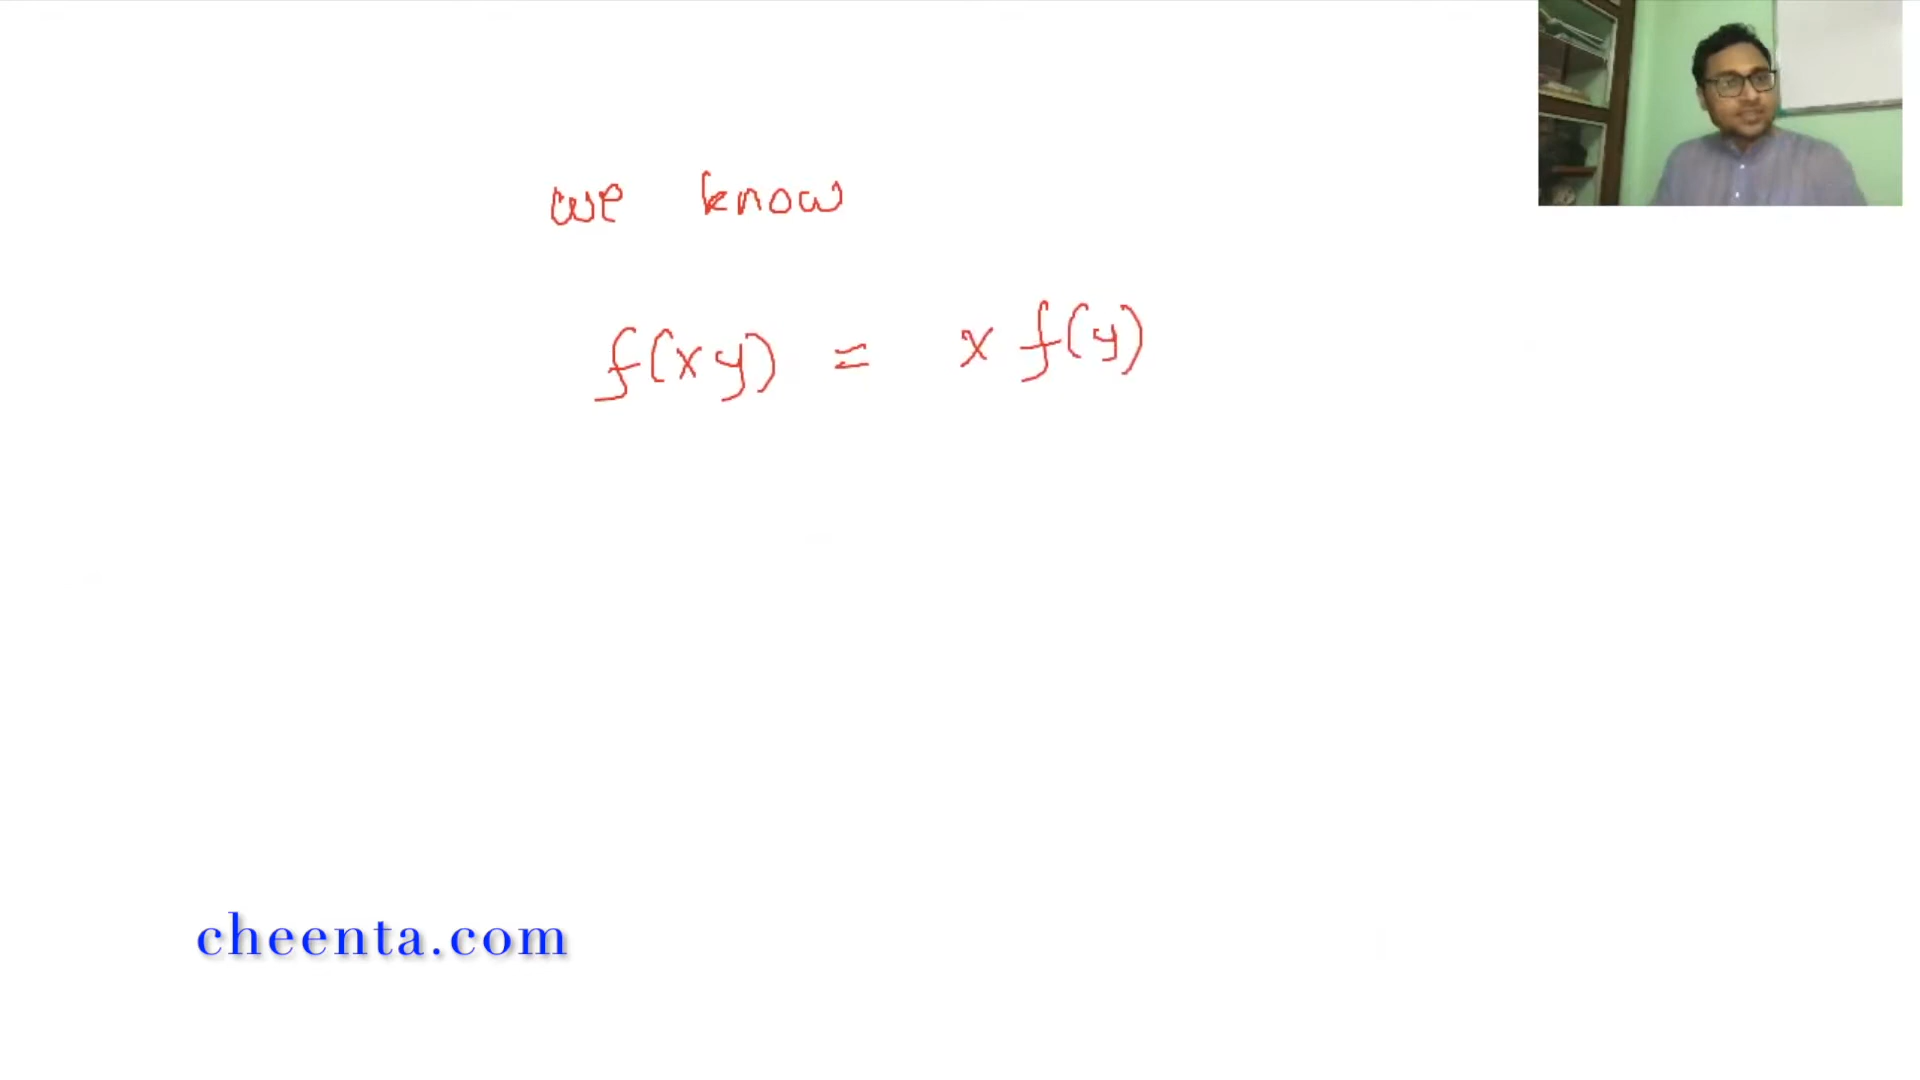 we know
f(xy) = x f(y)
cheenta.com